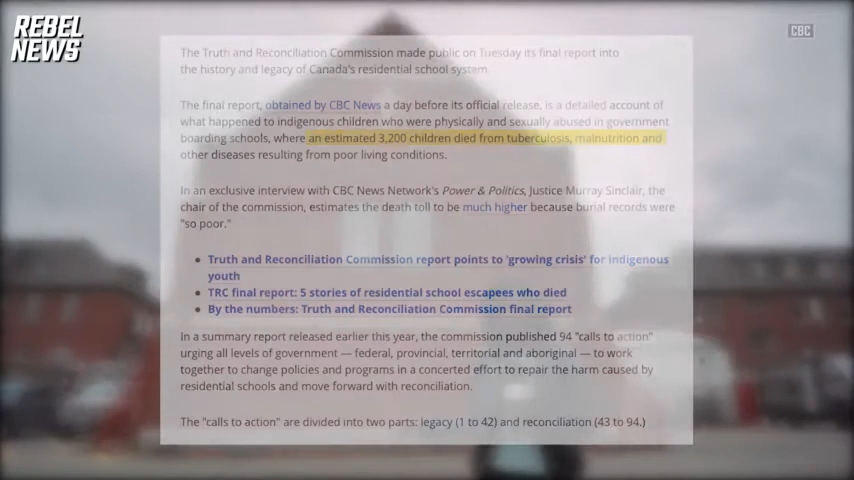 REBEL
NEWS
CBC
The Truth and Reconciliation Commission made public on Tuesday its final report into
the history and legacy of Canada's residential school system.
The final report, obtained by CBC News a day before its official release, is a detailed account of
what happened to indigenous children who were physically and sexually abused in government
boarding schools, where an estimated 3,200 children died from tuberculosis, malnutrition and
other diseases resulting from poor living conditions.
In an exclusive interview with CBC News Network's Power & Politics, Justice Murray Sinclair, the
chair of the commission, estimates the death toll to be much higher because burial records were
"so poor."
• Truth and Reconciliation Commission report points to 'growing crisis' for indigenous
youth
• TRC final report: 5 stories of residential school escapees who died
• By the numbers: Truth and Reconciliation Commission final report
In a summary report released earlier this year, the commission published 94 "calls to action"
urging all levels of government — federal, provincial, territorial and aboriginal — to work
together to change policies and programs in a concerted effort to repair the harm caused by
residential schools and move forward with reconciliation.
The "calls to action" are divided into two parts: legacy (1 to 42) and reconciliation (43 to 94.)